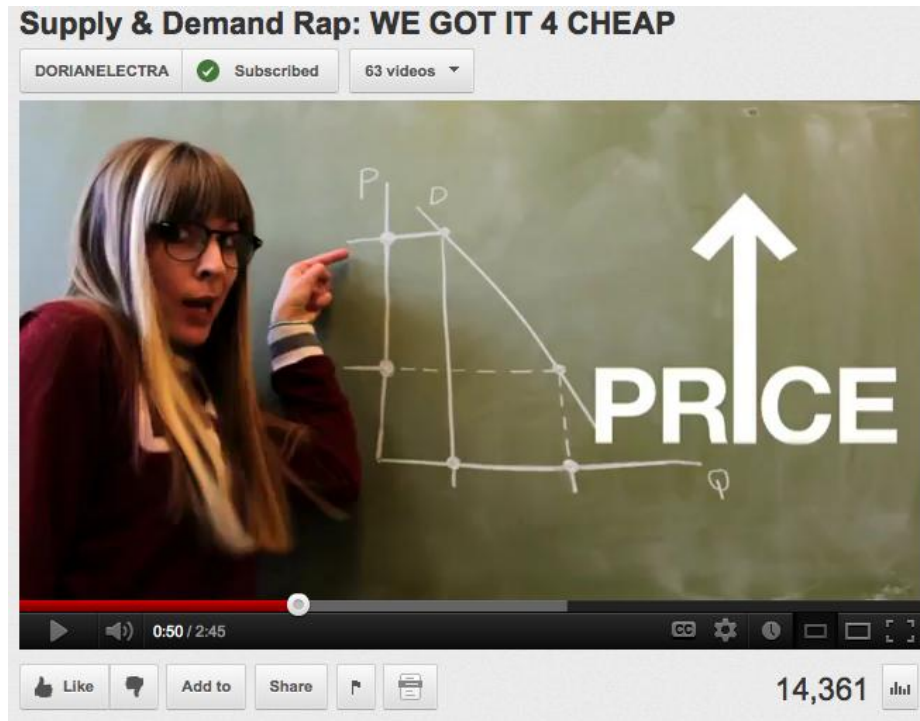 Supply & Demand Rap: WE GOT IT 4 CHEAP
DORIANELECTRA Subscribed 63 videos
P
D
PRICE
Q
0:50 / 2:45 CC
Like Add to Share 14,361